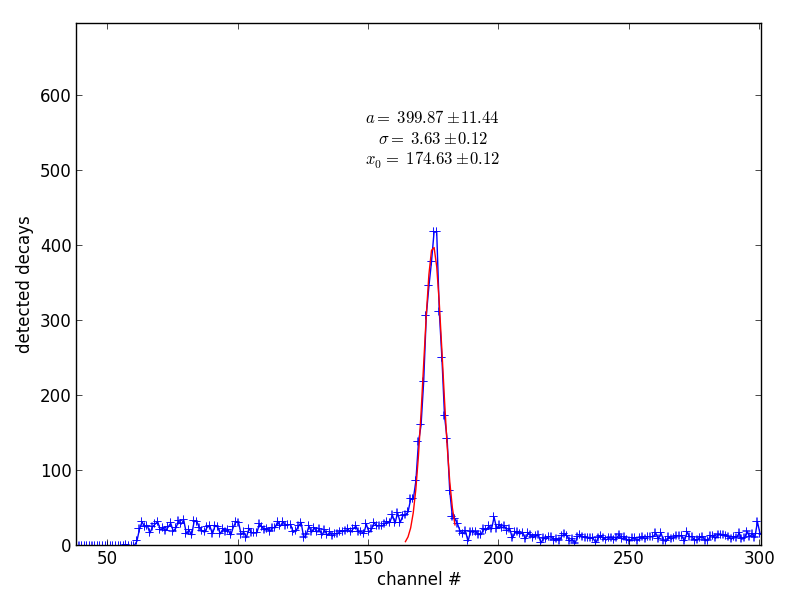 600
500
400
300
200
100
0
detected decays
a = 399.87 ±11.44
σ = 3.63 ±0.12
x₀ = 174.63 ±0.12
50 100 150 200 250 300
channel #